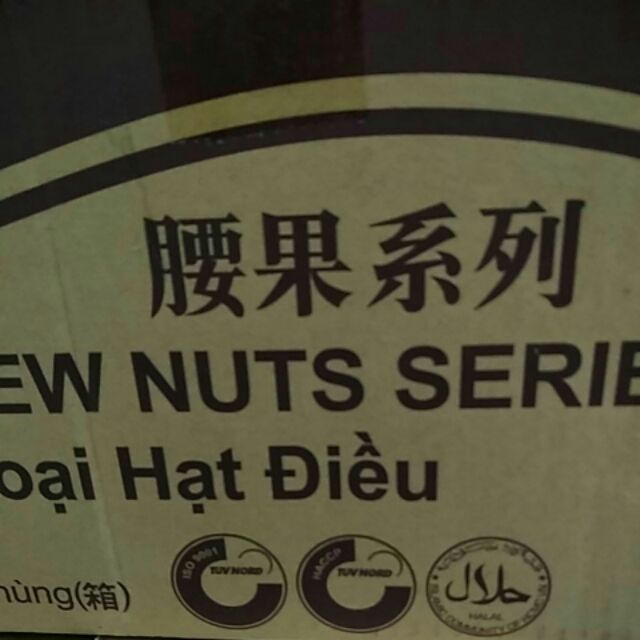 腰果系列
EW NUTS SERIE
oại Hạt Điều
hùng(箱)
ISO 9001
TUV NORD
HACCP
TUV NORD
حلال
HALAL